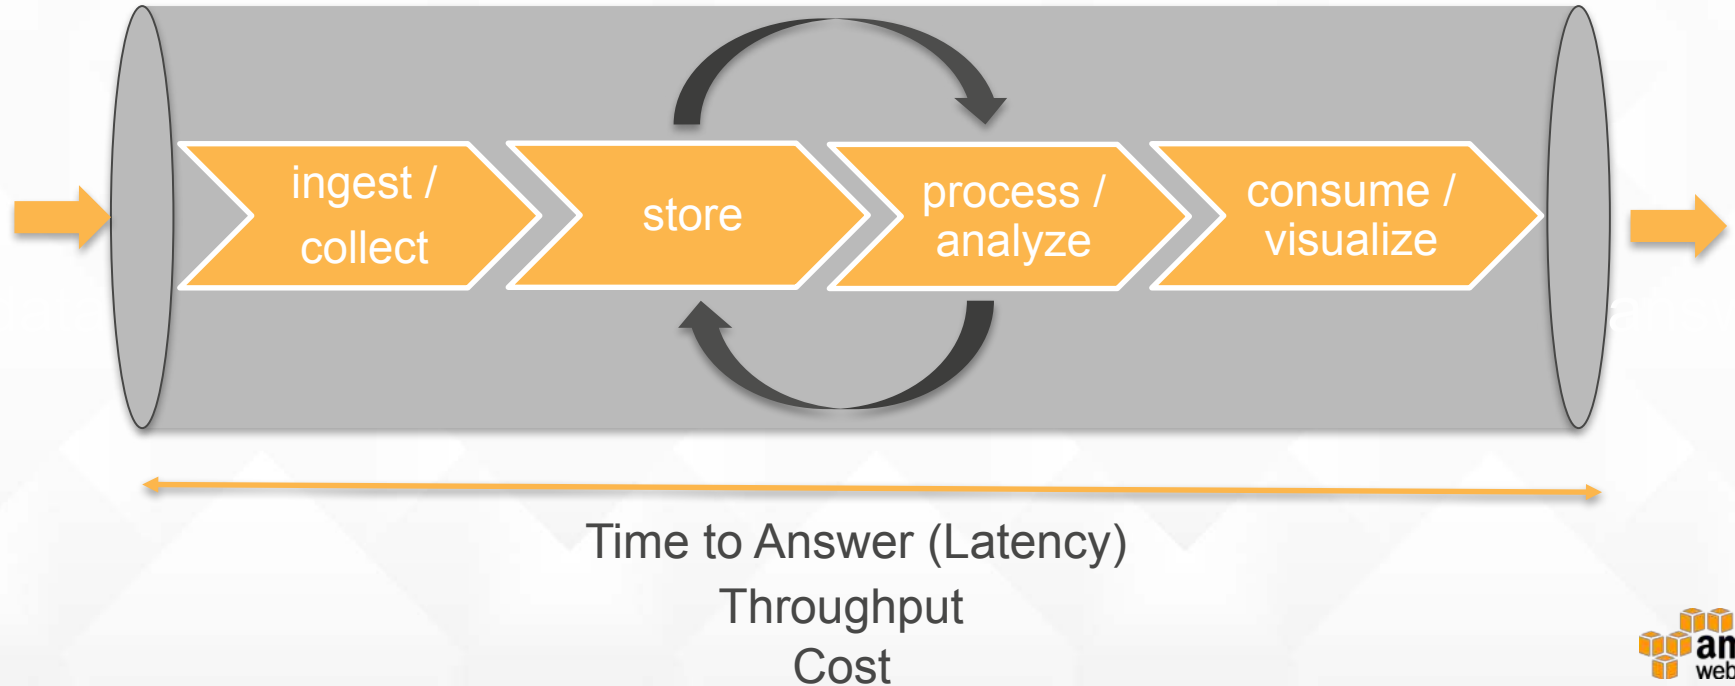 ingest /
collect
store
process /
analyze
consume /
visualize
Time to Answer (Latency)
Throughput
Cost